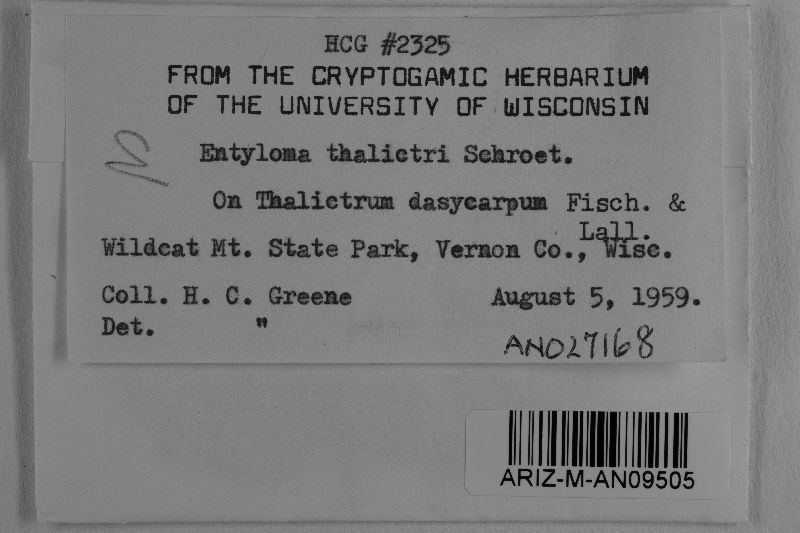 HCG #2325
FROM THE CRYPTOGAMIC HERBARIUM
OF THE UNIVERSITY OF WISCONSIN
Entyloma thalictri Schroet.
On Thalictrum dasycarpum Fisch. &
Lall.
Wildcat Mt. State Park, Vernon Co., Wisc.
Coll. H. C. Greene August 5, 1959.
Det. "
AN027168
ARIZ-M-AN09505